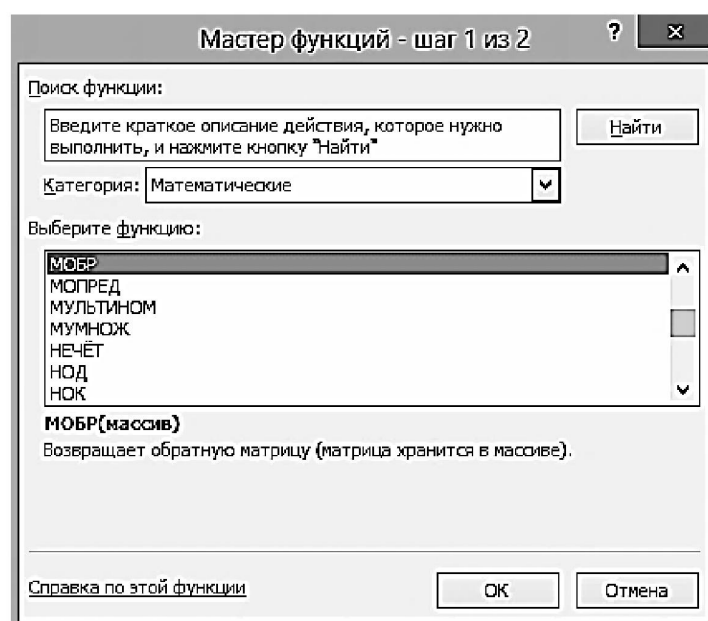 Мастер функций - шаг 1 из 2
? x
Поиск функции:
Введите краткое описание действия, которое нужно
выполнить, и нажмите кнопку "Найти"
Найти
Категория: Математические
Выберите функцию:
МОБР
МОПРЕД
МУЛЬТИНОМ
МУМНОЖ
НЕЧЁТ
НОД
НОК
МОБР(массив)
Возвращает обратную матрицу (матрица хранится в массиве).
Справка по этой функции
ОК
Отмена